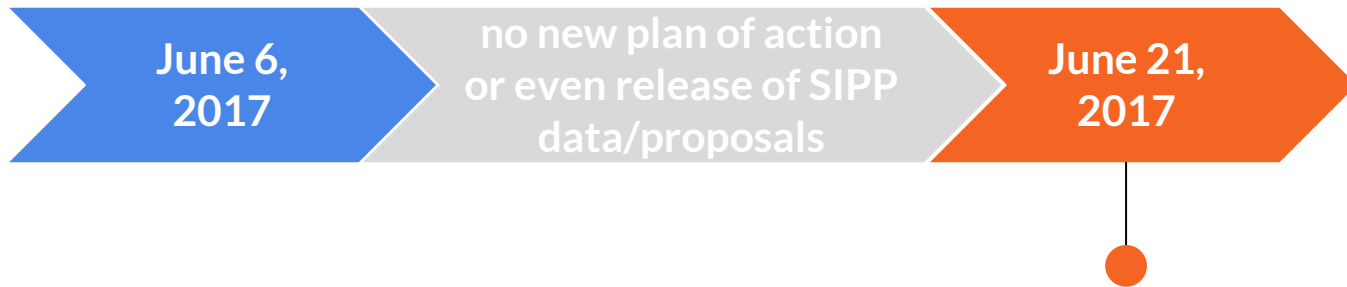 June 6,
2017
no new plan of action
or even release of SIPP
data/proposals
June 21,
2017